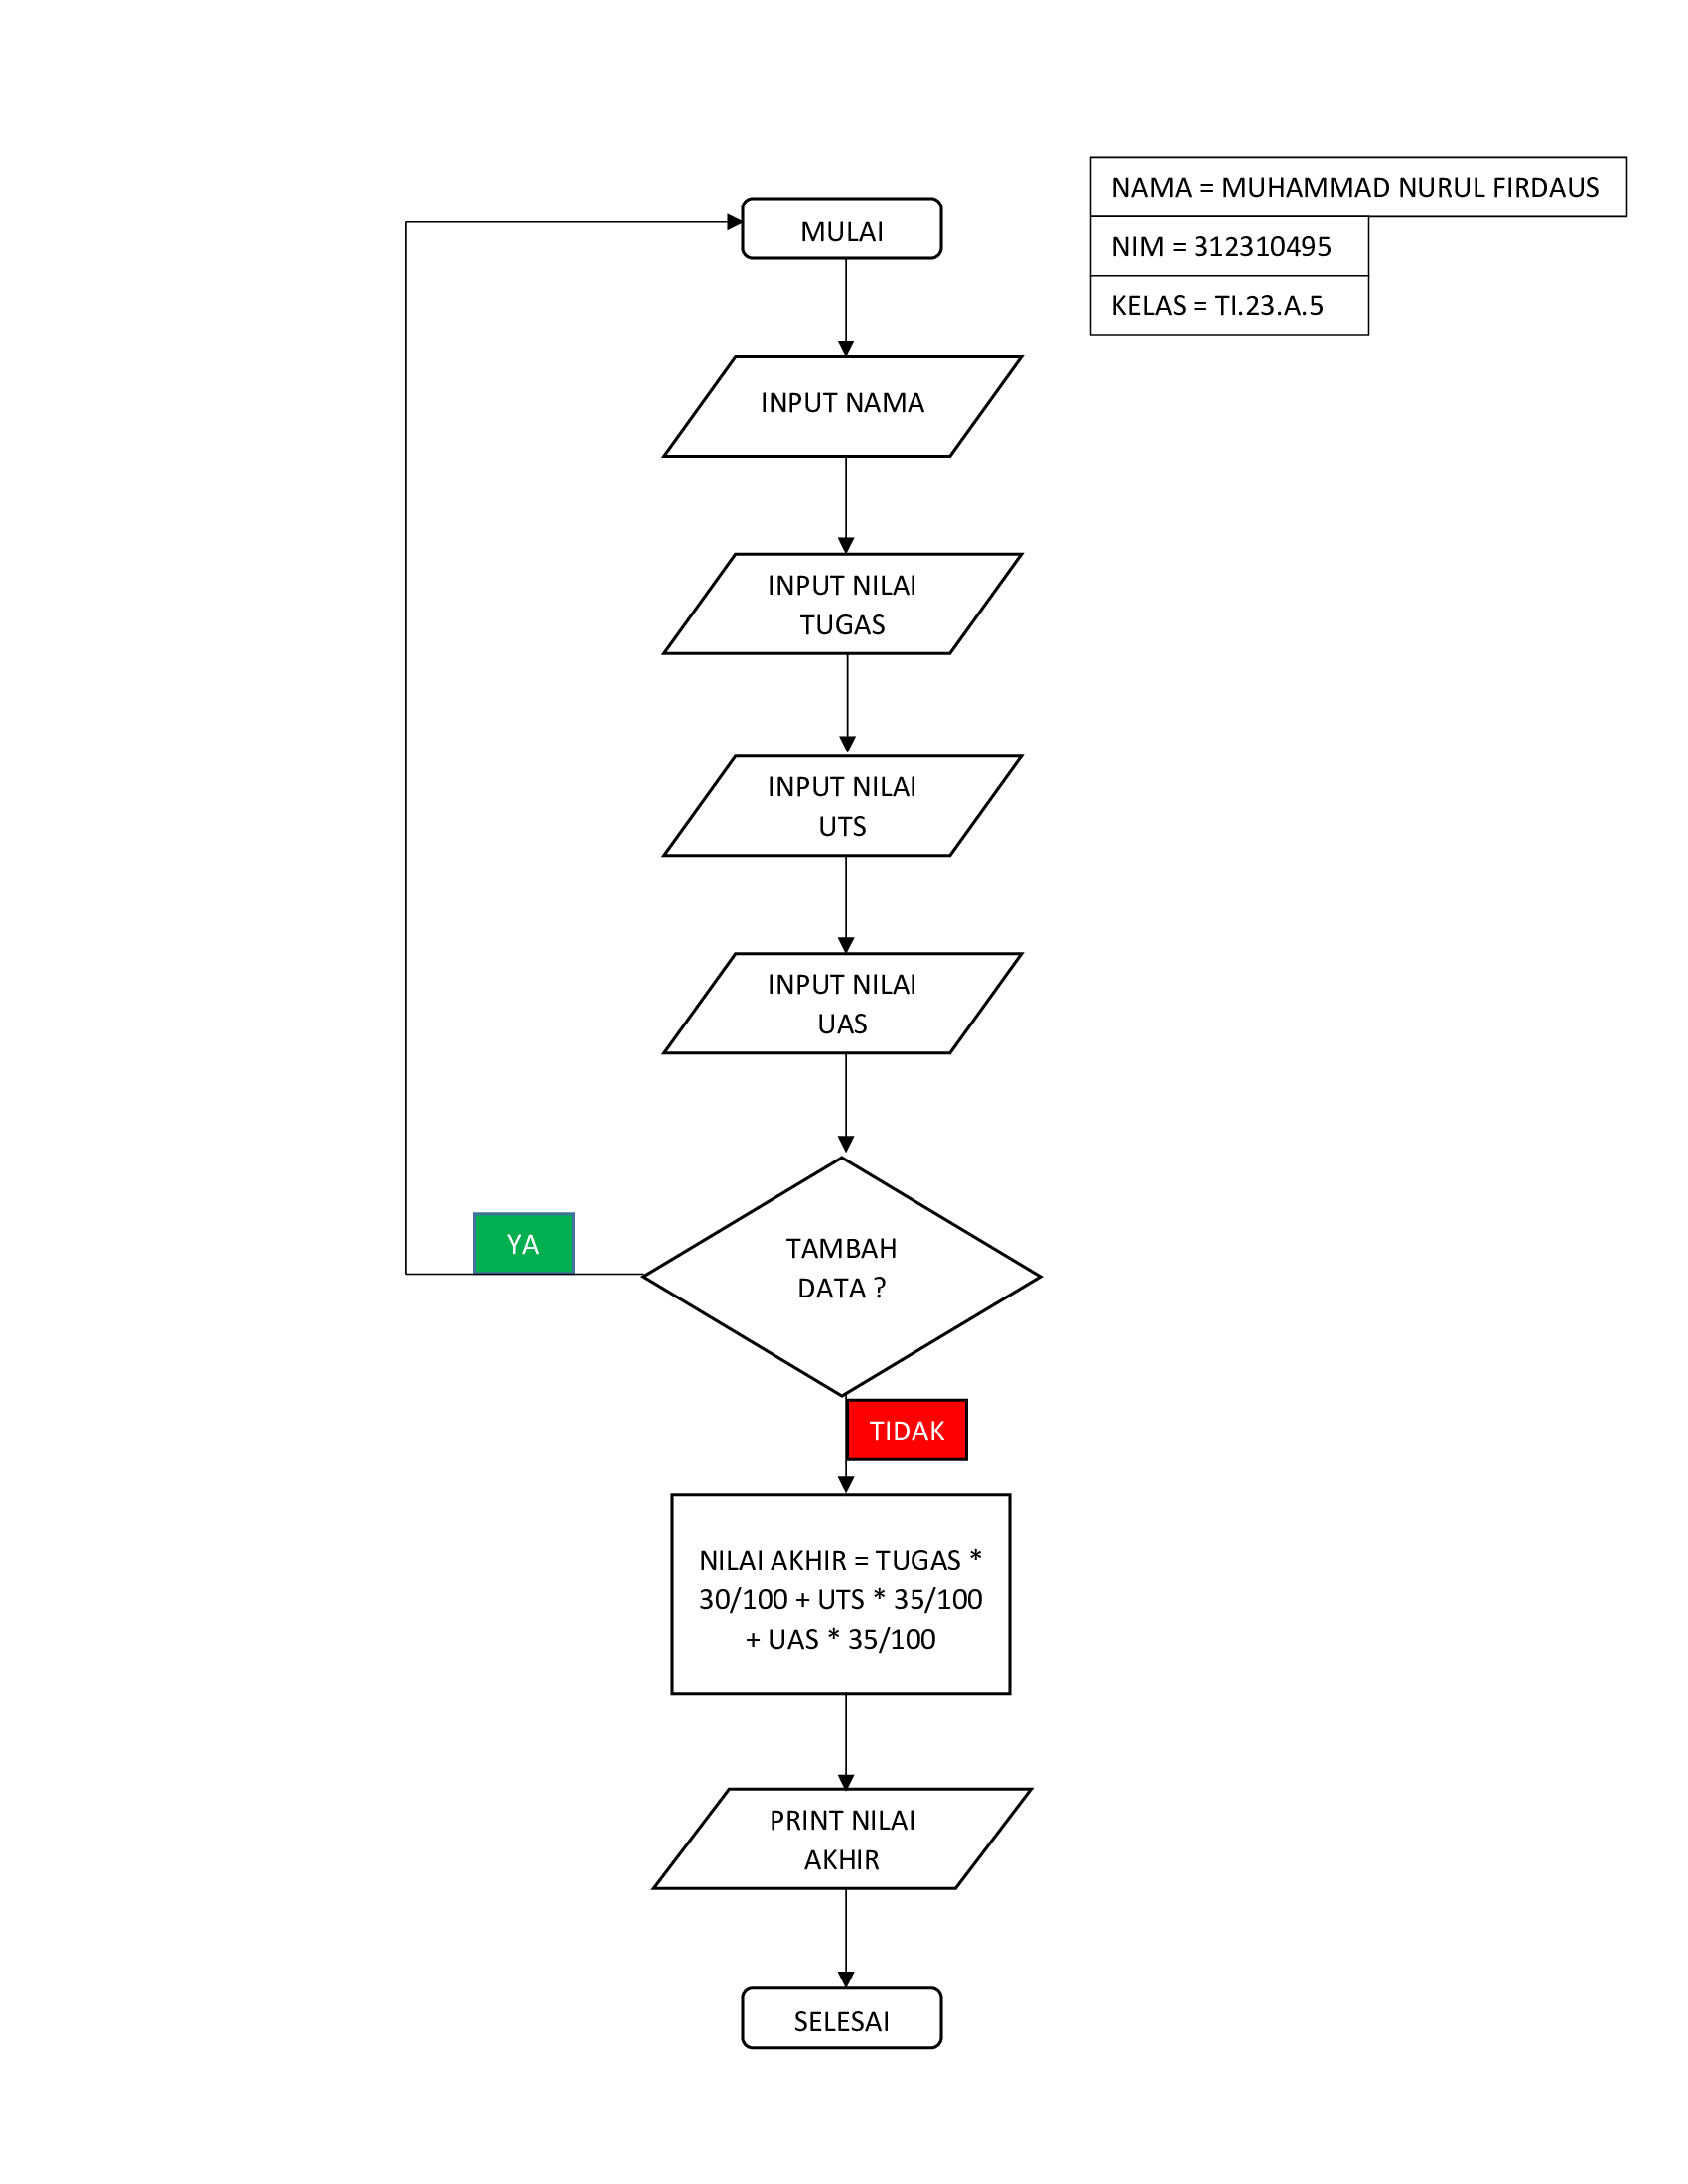 NAMA = MUHAMMAD NURUL FIRDAUS
NIM = 312310495
KELAS = TI.23.A.5
MULAI
INPUT NAMA
INPUT NILAI
TUGAS
INPUT NILAI
UTS
INPUT NILAI
UAS
TAMBAH
DATA ?
YA
TIDAK
NILAI AKHIR = TUGAS *
30/100 + UTS * 35/100
+ UAS * 35/100
PRINT NILAI
AKHIR
SELESAI